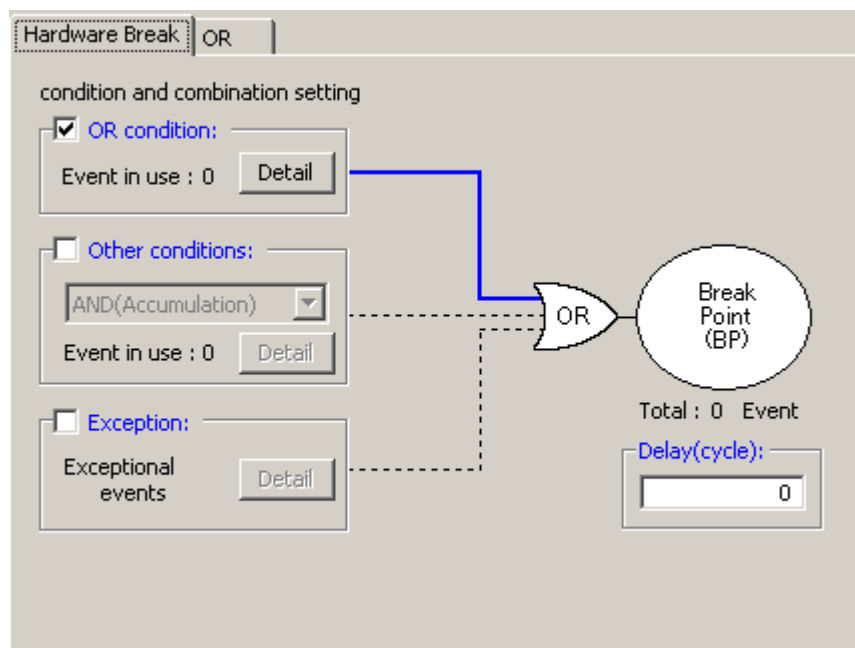 Hardware Break OR
condition and combination setting
OR condition:
Event in use : 0 Detail
Other conditions:
AND(Accumulation)
Event in use : 0 Detail
Exception:
Exceptional
events
Detail
OR
Break
Point
(BP)
Total : 0 Event
Delay(cycle):
0